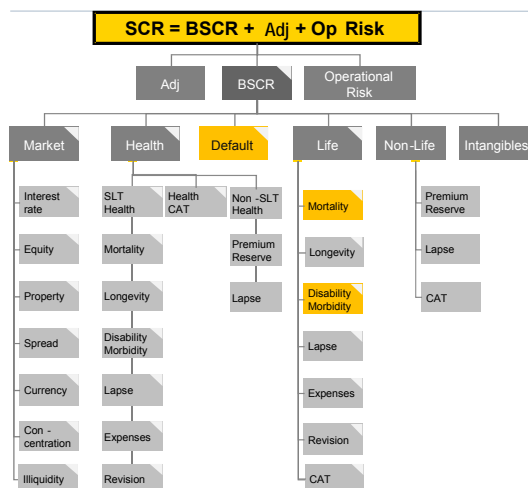 SCR = BSCR + Adj + Op Risk
Adj
BSCR
Operational
Risk
Market
Health
Default
Life
Non-Life
Intangibles
Interest
rate
Equity
Property
Spread
Currency
Con -
centration
Illiquidity
SLT
Health
Mortality
Longevity
Disability
Morbidity
Lapse
Expenses
Revision
Health
CAT
Non -SLT
Health
Premium
Reserve
Lapse
Mortality
Longevity
Disability
Morbidity
Lapse
Expenses
Revision
CAT
Premium
Reserve
Lapse
CAT